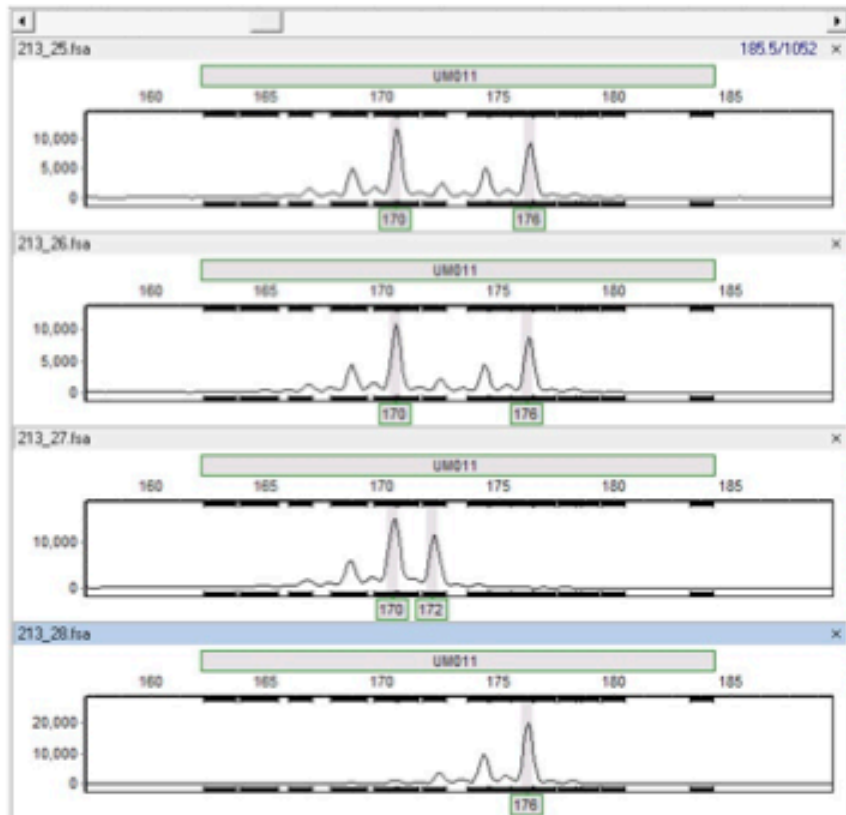 213_25.fsa 185.5/1052 ×
UM011
160 165 170 175 180 185
10,000
5,000
0
170 176
213_26.fsa ×
UM011
160 165 170 175 180 185
10,000
5,000
0
170 176
213_27.fsa ×
UM011
160 165 170 175 180 185
10,000
0
170 172
213_28.fsa ×
UM011
160 165 170 175 180 185
20,000
10,000
0
176